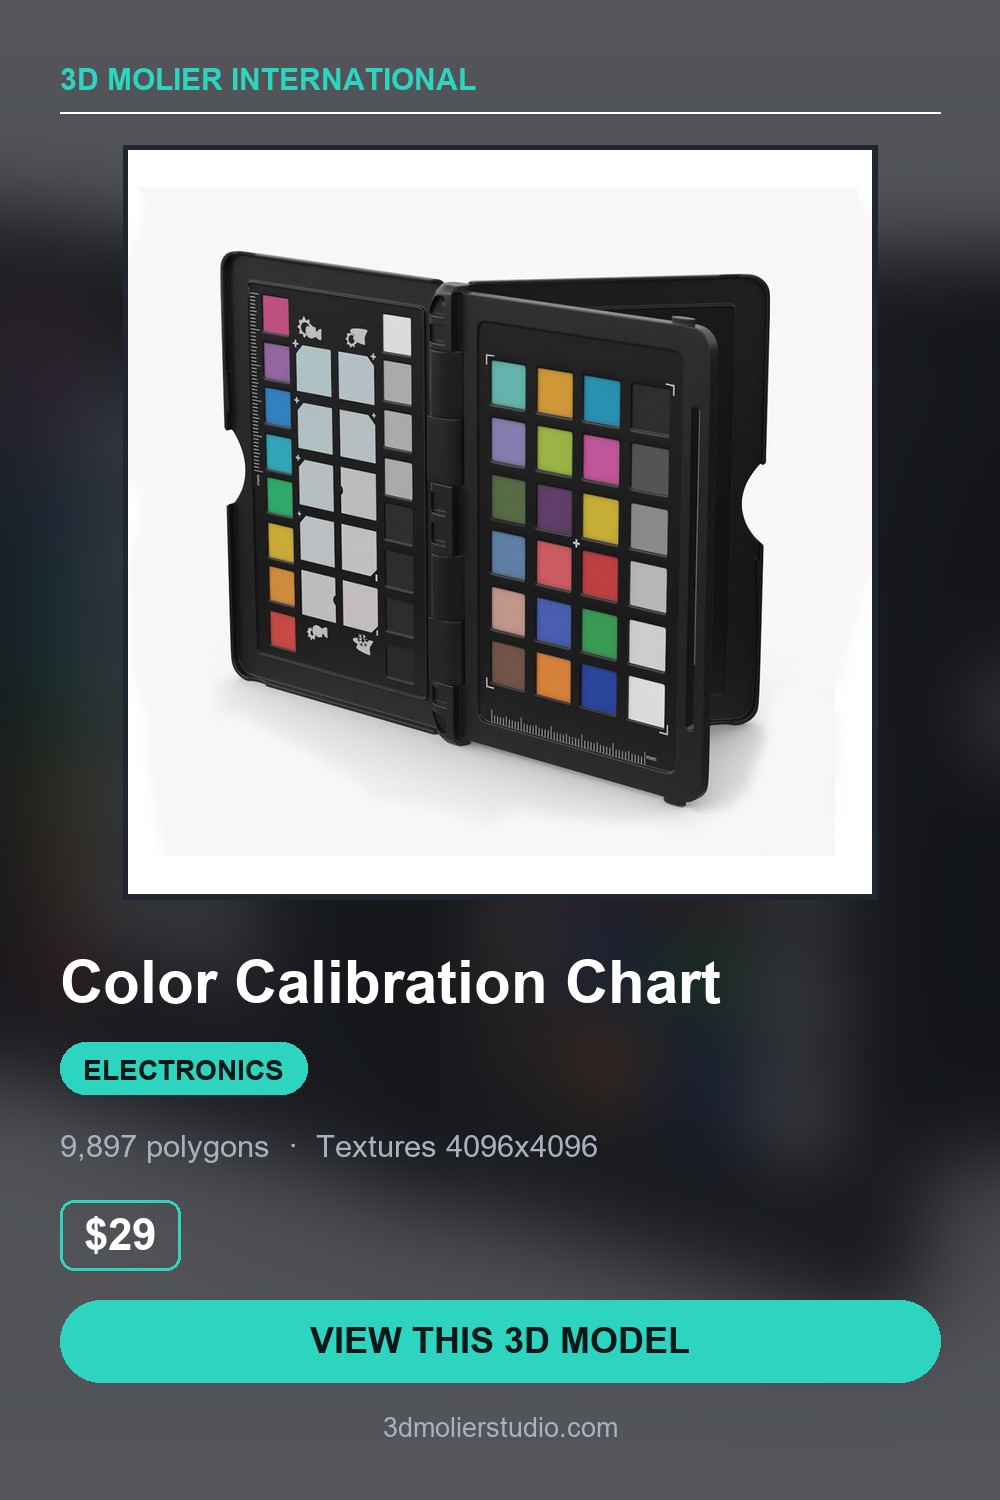 3D MOLIER INTERNATIONAL
mm
Color Calibration Chart
ELECTRONICS
9,897 polygons · Textures 4096x4096
$29
VIEW THIS 3D MODEL
3dmolierstudio.com